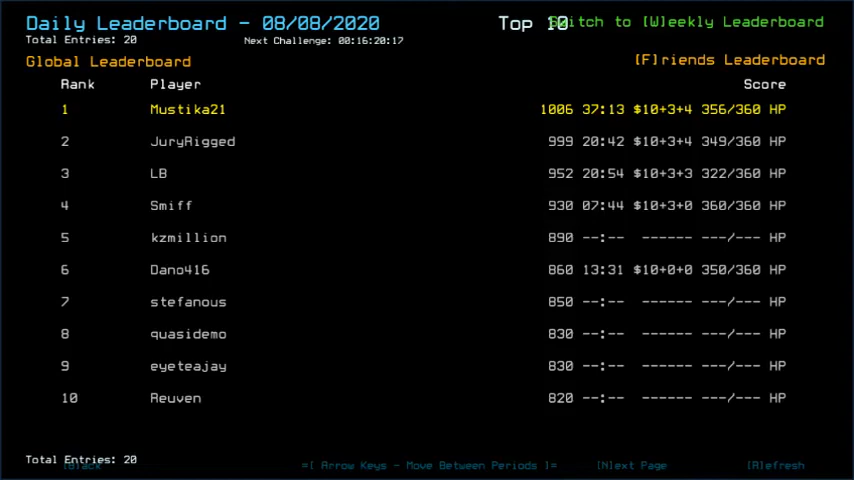 Daily Leaderboard - 08/08/2020 Top 10 Switch to [W]eekly Leaderboard
Total Entries: 20 Next Challenge: 00:16:20:17
Global Leaderboard [F]riends Leaderboard
Rank Player Score
1 Mustika21 1006 37:13 $10+3+4 356/360 HP
2 JuryRigged 999 20:42 $10+3+4 349/360 HP
3 LB 952 20:54 $10+3+3 322/360 HP
4 Smiff 930 07:44 $10+3+0 360/360 HP
5 kzmillion 890 --:-- ------ ---/--- HP
6 Dano416 860 13:31 $10+0+0 350/360 HP
7 stefanous 850 --:-- ------ ---/--- HP
8 quasidemo 830 --:-- ------ ---/--- HP
9 eyeteajay 830 --:-- ------ ---/--- HP
10 Reuven 820 --:-- ------ ---/--- HP
Total Entries: 20
[B]ack =[ Arrow Keys - Move Between Periods ]= [N]ext Page [R]efresh